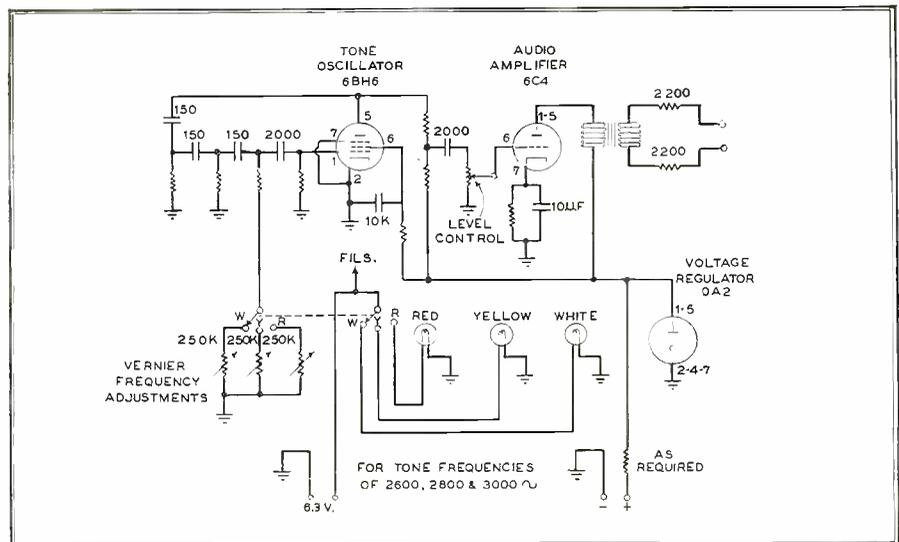 TONE
OSCILLATOR
6BH6
AUDIO
AMPLIFIER
6C4
150
150
150
2000
7
1
5
6
2
10K
2000
LEVEL
CONTROL
6
1-5
7
10UF
2200
2200
FILS.
VOLTAGE
REGULATOR
OA2
1-5
2-4-7
W
Y
R
250K
250K
250K
VERNIER
FREQUENCY
ADJUSTMENTS
W
Y
R
RED
YELLOW
WHITE
FOR TONE FREQUENCIES
OF 2600, 2800 & 3000 ~
6.3 V.
AS
REQUIRED
-
+